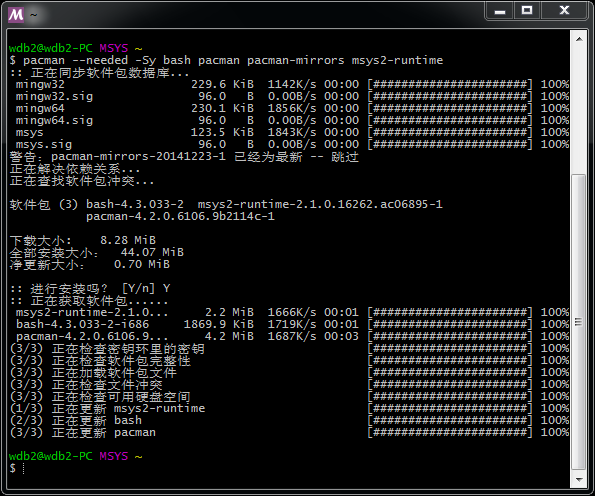 ~
wdb2@wdb2-PC MSYS ~
$ pacman --needed -Sy bash pacman pacman-mirrors msys2-runtime
:: 正在同步软件包数据库...
mingw32 229.6 KiB 1142K/s 00:00 [######################] 100%
mingw32.sig 96.0 B 0.00B/s 00:00 [######################] 100%
mingw64 230.1 KiB 1856K/s 00:00 [######################] 100%
mingw64.sig 96.0 B 0.00B/s 00:00 [######################] 100%
msys 123.5 KiB 1843K/s 00:00 [######################] 100%
msys.sig 96.0 B 0.00B/s 00:00 [######################] 100%
警告: pacman-mirrors-20141223-1 已经为最新 -- 跳过
正在解决依赖关系...
正在查找软件包冲突...
软件包 (3) bash-4.3.033-2 msys2-runtime-2.1.0.16262.ac06895-1
pacman-4.2.0.6106.9b2114c-1
下载大小: 8.28 MiB
全部安装大小: 44.07 MiB
净更新大小: 0.70 MiB
:: 进行安装吗? [Y/n] Y
:: 正在获取软件包......
msys2-runtime-2.1.0... 2.2 MiB 1666K/s 00:01 [######################] 100%
bash-4.3.033-2-i686 1869.9 KiB 1719K/s 00:01 [######################] 100%
pacman-4.2.0.6106.9... 4.2 MiB 1687K/s 00:03 [######################] 100%
(3/3) 正在检查密钥环里的密钥 [######################] 100%
(3/3) 正在检查软件包完整性 [######################] 100%
(3/3) 正在加载软件包文件 [######################] 100%
(3/3) 正在检查文件冲突 [######################] 100%
(3/3) 正在检查可用硬盘空间 [######################] 100%
(1/3) 正在更新 msys2-runtime [######################] 100%
(2/3) 正在更新 bash [######################] 100%
(3/3) 正在更新 pacman [######################] 100%
wdb2@wdb2-PC MSYS ~
$